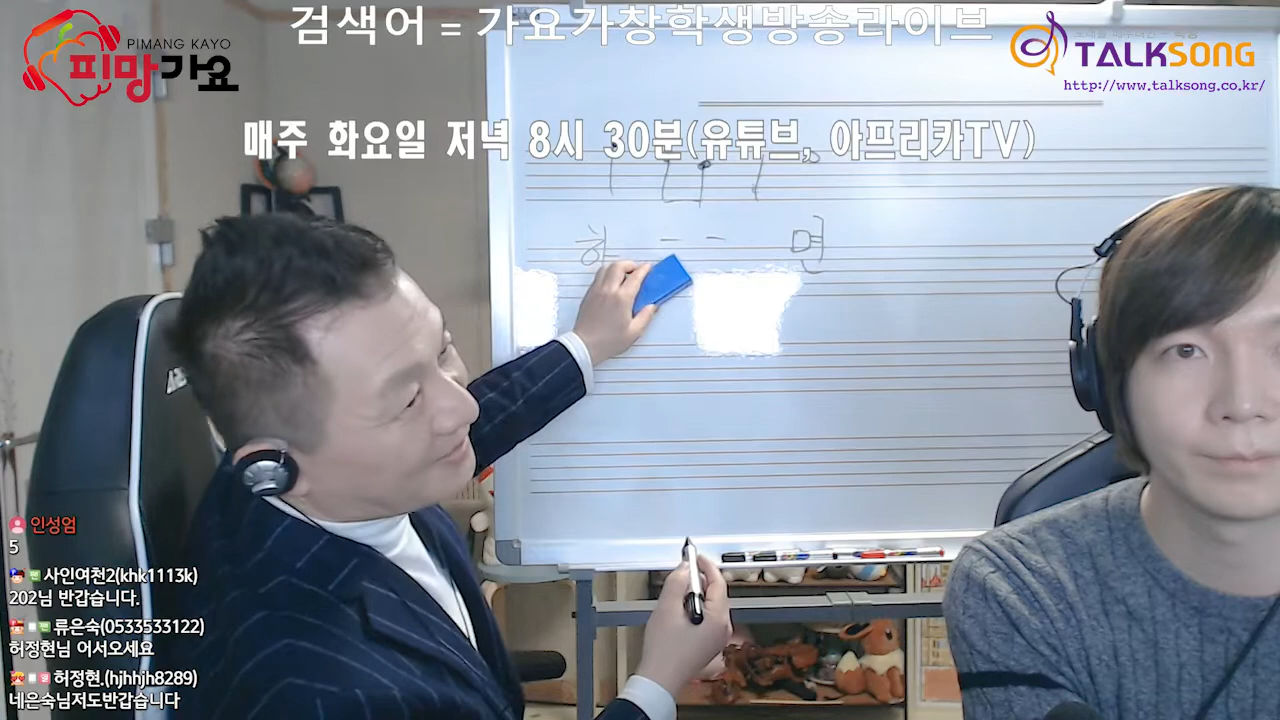 검색어 = 가요가창학생방송라이브
PIMANG KAYO
피망가요
TALKSONG
http://www.talksong.co.kr/
매주 화요일 저녁 8시 30분(유튜브, 아프리카TV)
하 - - 면
인성엄
5
사인여천2(khk1113k)
202님 반갑습니다.
류은숙(0533533122)
허정현님 어서오세요
허정현.(hjhhjh8289)
네은숙님저도반갑습니다